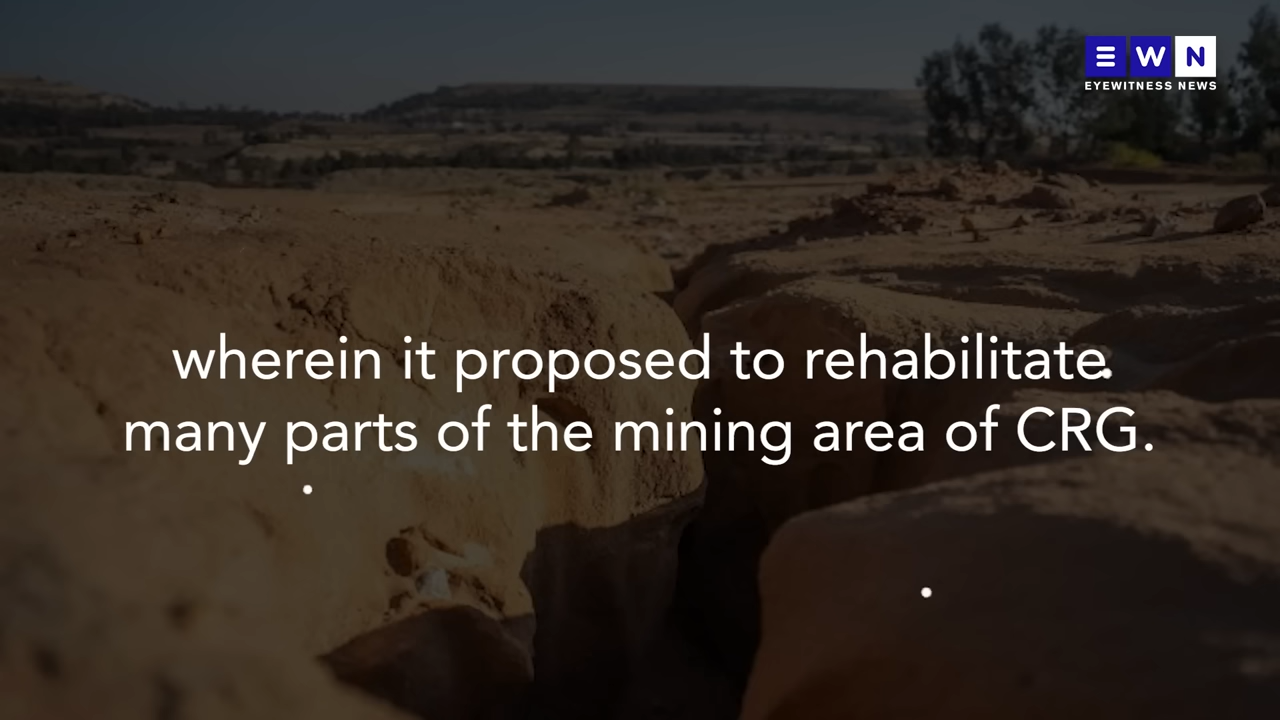 EWN
EYEWITNESS NEWS
wherein it proposed to rehabilitate
many parts of the mining area of CRG.